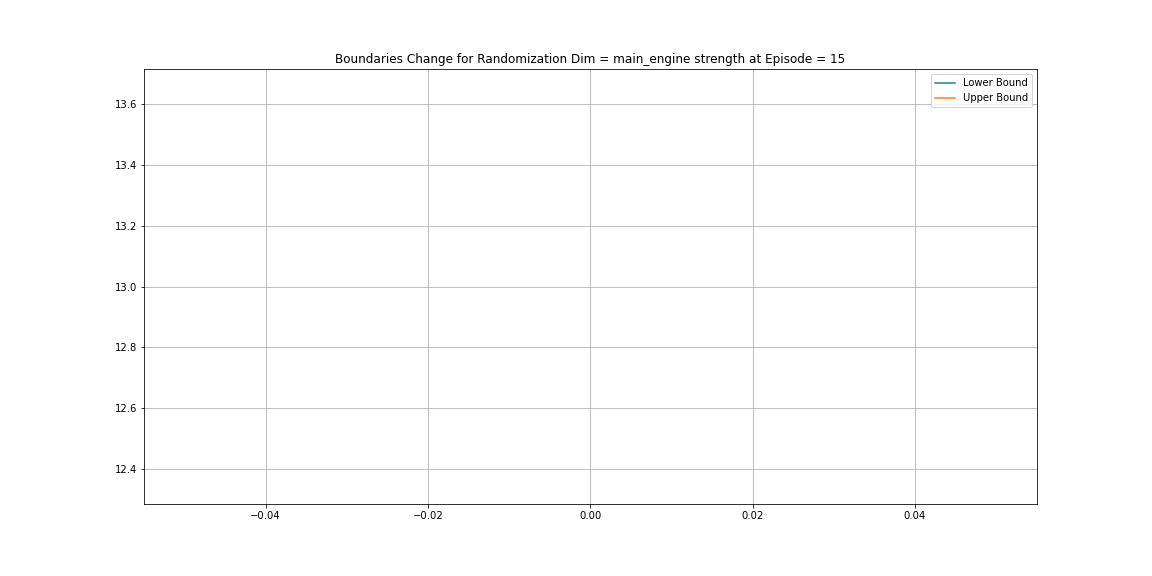 Boundaries Change for Randomization Dim = main_engine strength at Episode = 15
Lower Bound
Upper Bound
13.6
13.4
13.2
13.0
12.8
12.6
12.4
−0.04 −0.02 0.00 0.02 0.04